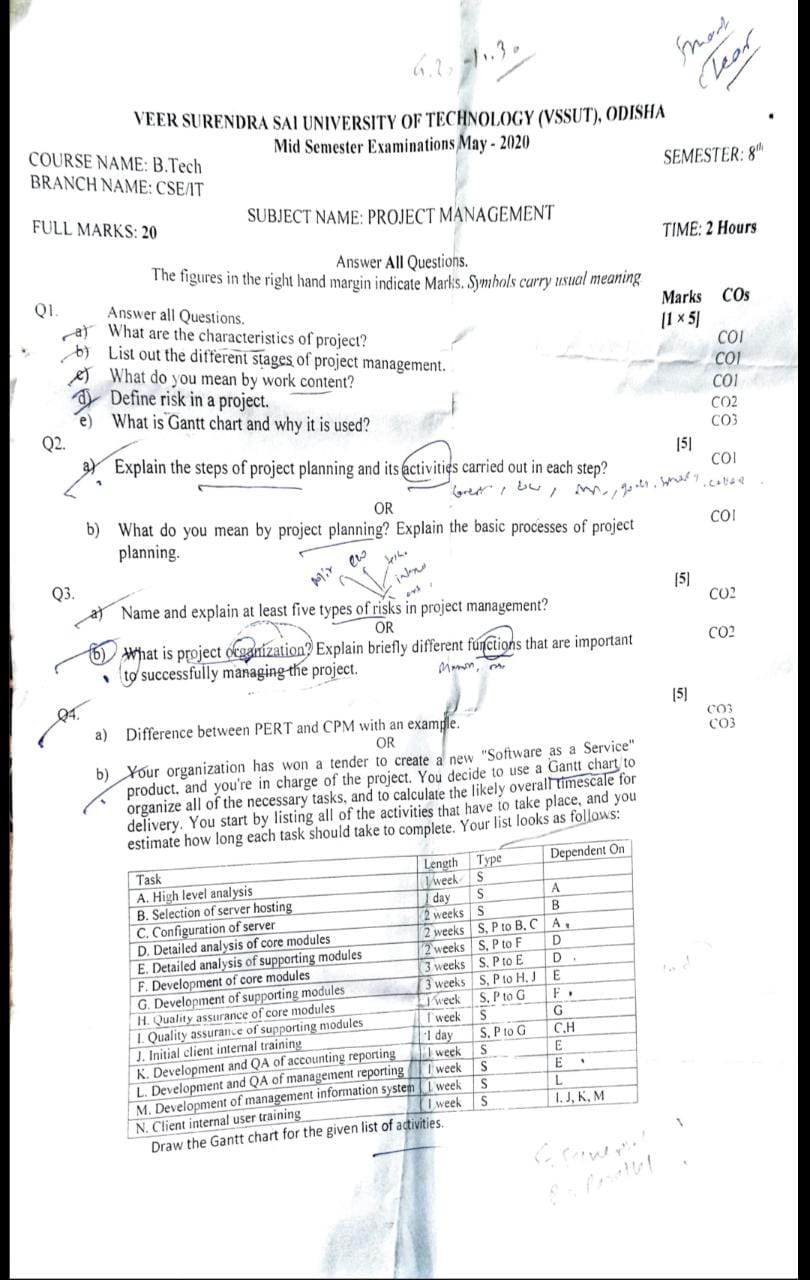 Smart
Clear
VEER SURENDRA SAI UNIVERSITY OF TECHNOLOGY (VSSUT), ODISHA
Mid Semester Examinations May - 2020
COURSE NAME: B.Tech
SEMESTER: 8th
BRANCH NAME: CSE/IT
SUBJECT NAME: PROJECT MANAGEMENT
FULL MARKS: 20
TIME: 2 Hours
Answer All Questions.
The figures in the right hand margin indicate Marks. Symbols carry usual meaning
Marks COs
Q1. Answer all Questions. [1 × 5]
a) What are the characteristics of project? CO1
b) List out the different stages of project management. CO1
c) What do you mean by work content? CO1
d) Define risk in a project. CO2
e) What is Gantt chart and why it is used? CO3
Q2. [5]
a) Explain the steps of project planning and its activities carried out in each step? CO1
OR
b) What do you mean by project planning? Explain the basic processes of project CO1
planning.
Q3. [5]
a) Name and explain at least five types of risks in project management? CO2
OR
b) What is project organization? Explain briefly different functions that are important CO2
to successfully managing the project.
Q4. [5]
a) Difference between PERT and CPM with an example. CO3
OR CO3
b) Your organization has won a tender to create a new "Software as a Service"
product, and you're in charge of the project. You decide to use a Gantt chart to
organize all of the necessary tasks, and to calculate the likely overall timescale for
delivery. You start by listing all of the activities that have to take place, and you
estimate how long each task should take to complete. Your list looks as follows:
Task Length Type Dependent On
A. High level analysis 1 week S
B. Selection of server hosting 1 day S A
C. Configuration of server 2 weeks S B
D. Detailed analysis of core modules 2 weeks S, P to B, C A
E. Detailed analysis of supporting modules 2 weeks S, P to F D
F. Development of core modules 3 weeks S, P to E D
G. Development of supporting modules 3 weeks S, P to H, J E
H. Quality assurance of core modules 1 week S, P to G F
I. Quality assurance of supporting modules 1 week S G
J. Initial client internal training 1 day S, P to G C,H
K. Development and QA of accounting reporting 1 week S E
L. Development and QA of management reporting 1 week S E
M. Development of management information system 1 week S L
N. Client internal user training 1 week S I, J, K, M
Draw the Gantt chart for the given list of activities.